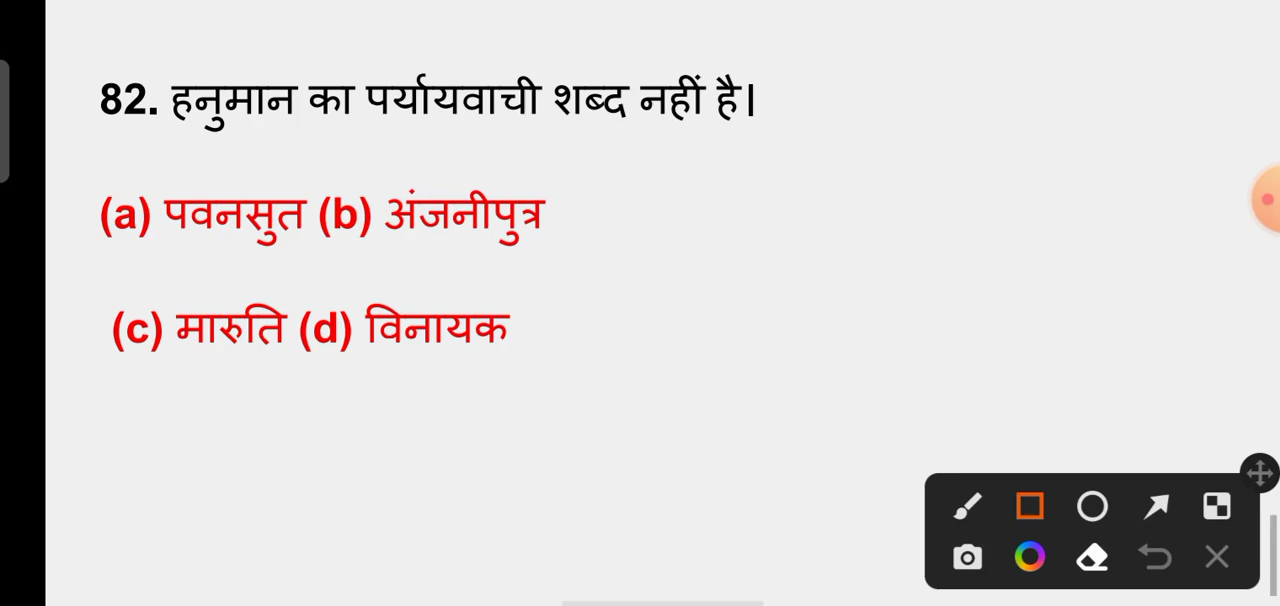 82. हनुमान का पर्यायवाची शब्द नहीं है।
(a) पवनसुत (b) अंजनीपुत्र
(c) मारुति (d) विनायक